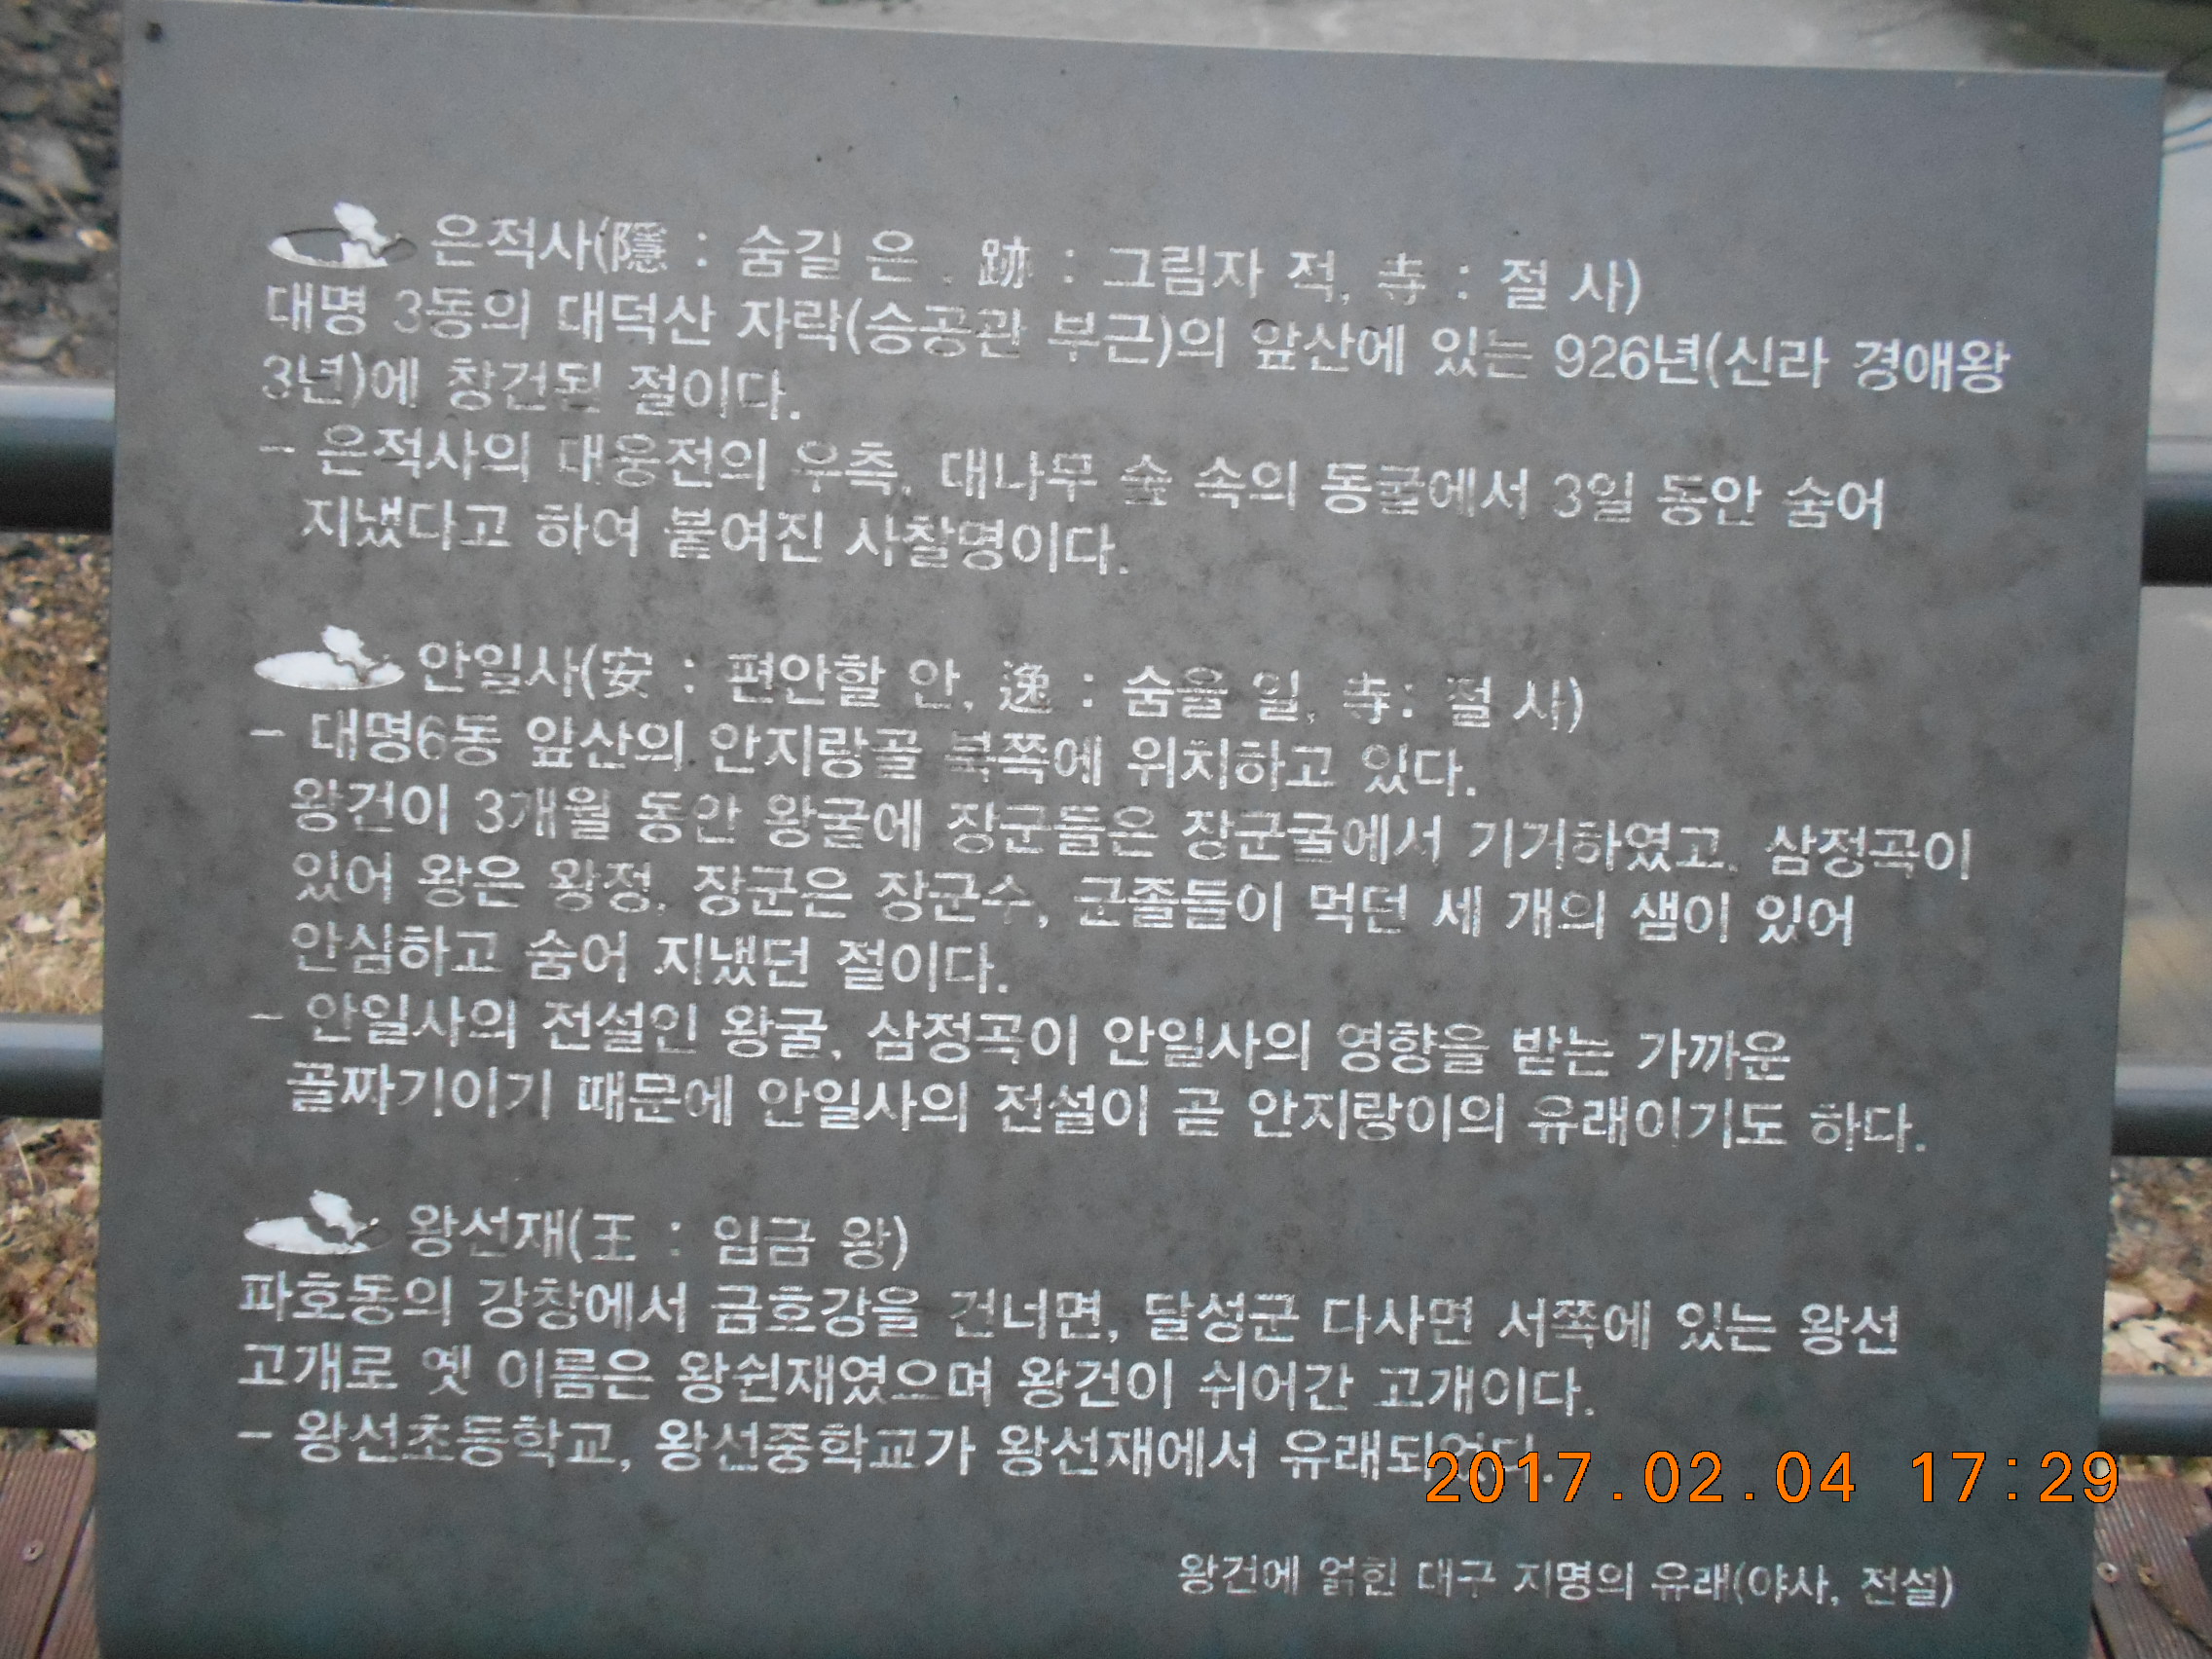 은적사(隱 : 숨길 은, 跡 : 그림자 적, 寺 : 절 사)
대명 3동의 대덕산 자락(승공관 부근)의 앞산에 있는 926년(신라 경애왕
3년)에 창건된 절이다.
- 은적사의 대웅전의 우측, 대나무 숲 속의 동굴에서 3일 동안 숨어
지냈다고 하여 붙여진 사찰명이다.
안일사(安 : 편안할 안, 逸 : 숨을 일, 寺: 절 사)
- 대명6동 앞산의 안지랑골 북쪽에 위치하고 있다.
왕건이 3개월 동안 왕굴에 장군들은 장군굴에서 기거하였고, 삼정곡이
있어 왕은 왕정, 장군은 장군수, 군졸들이 먹던 세 개의 샘이 있어
안심하고 숨어 지냈던 절이다.
- 안일사의 전설인 왕굴, 삼정곡이 안일사의 영향을 받는 가까운
골짜기이기 때문에 안일사의 전설이 곧 안지랑이의 유래이기도 하다.
왕선재(王 : 임금 왕)
파호동의 강창에서 금호강을 건너면, 달성군 다사면 서쪽에 있는 왕선
고개로 옛 이름은 왕쉰재였으며 왕건이 쉬어간 고개이다.
- 왕선초등학교, 왕선중학교가 왕선재에서 유래되었다.
2017.02.04 17:29
왕건에 얽힌 대구 지명의 유래(야사, 전설)